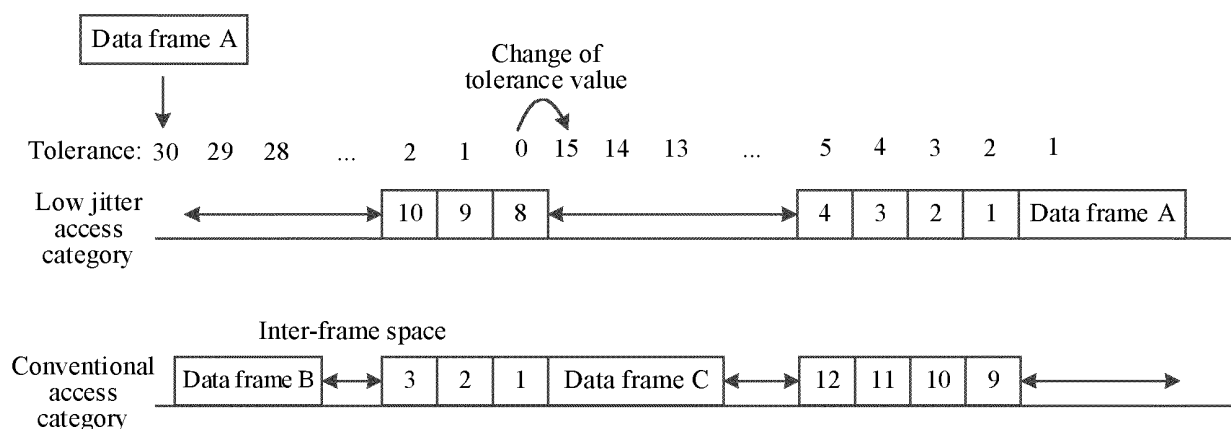 Data frame A
Change of
tolerance value
Tolerance: 30 29 28 ... 2 1 0 15 14 13 ... 5 4 3 2 1
Low jitter
access
category
10 9 8 4 3 2 1 Data frame A
Inter-frame space
Conventional
access
category
Data frame B 3 2 1 Data frame C 12 11 10 9